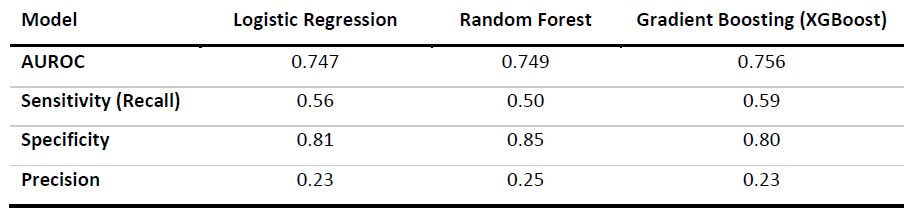 Model Logistic Regression Random Forest Gradient Boosting (XGBoost)
AUROC 0.747 0.749 0.756
Sensitivity (Recall) 0.56 0.50 0.59
Specificity 0.81 0.85 0.80
Precision 0.23 0.25 0.23